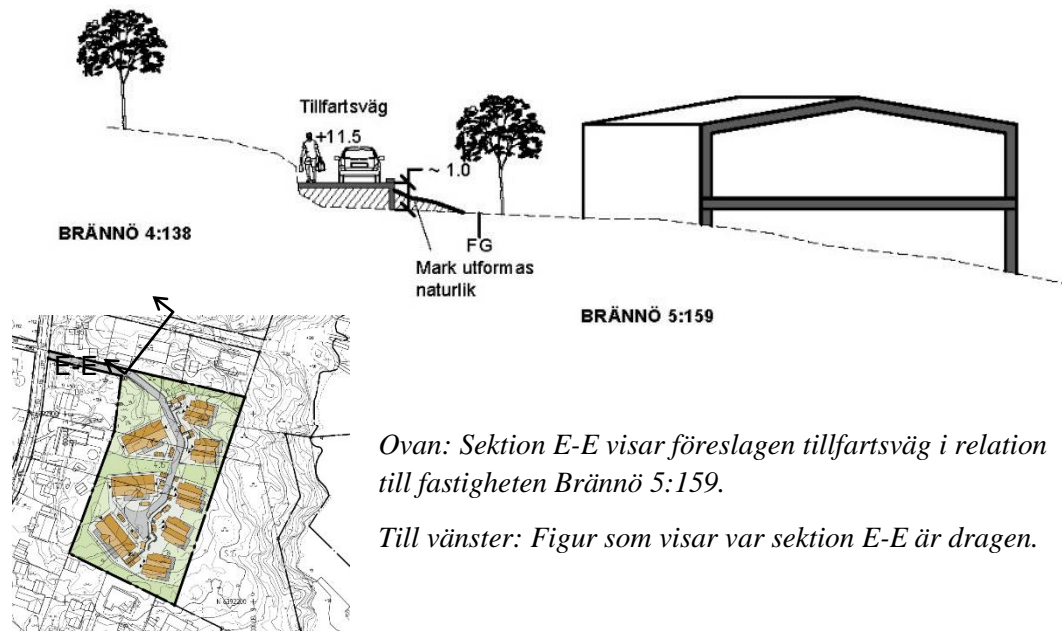 Tillfartsväg
+11.5
~ 1.0
BRÄNNÖ 4:138
FG
Mark utformas
naturlik
BRÄNNÖ 5:159
E-E
Ovan: Sektion E-E visar föreslagen tillfartsväg i relation
till fastigheten Brännö 5:159.
Till vänster: Figur som visar var sektion E-E är dragen.